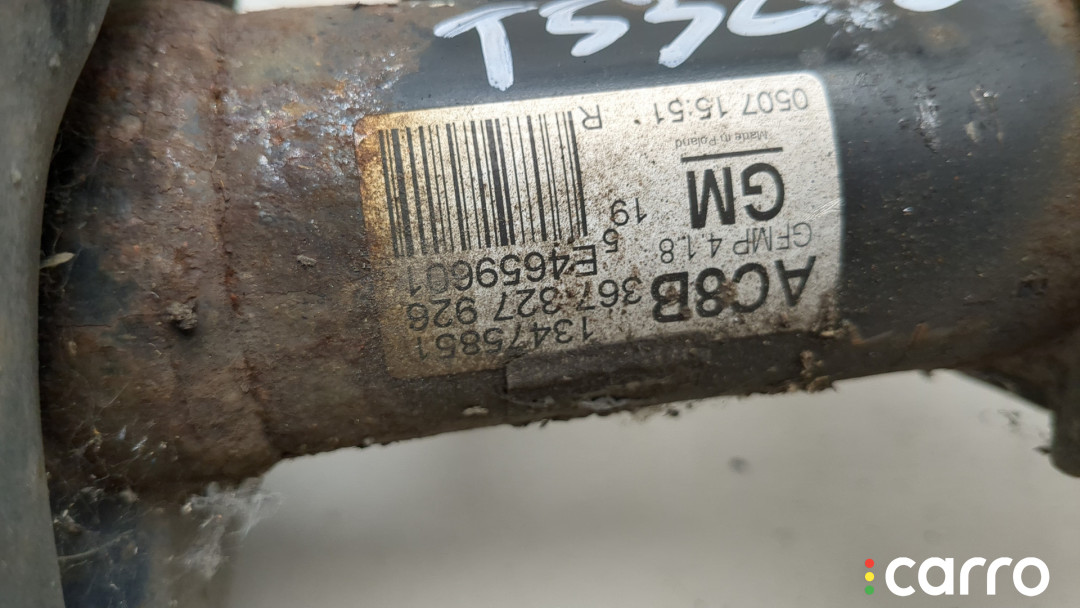 TSSC
13475851
AC8B 367 327 926
GFMP 4.1.8 5 E4659601
GM 19
Made in Poland
0507 15:51 R
carro